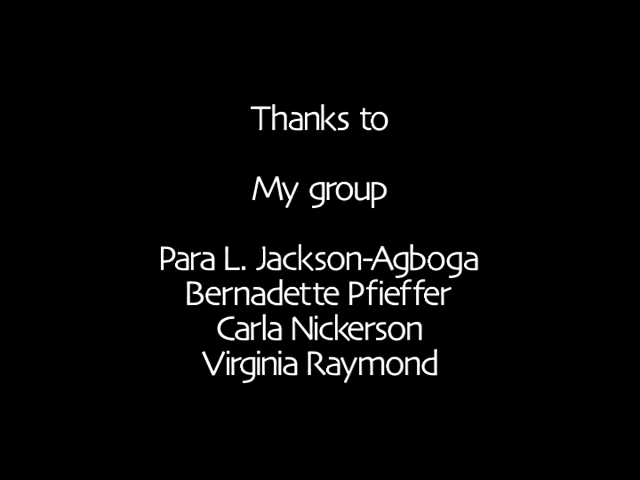 Thanks to
My group
Para L. Jackson-Agboga
Bernadette Pfieffer
Carla Nickerson
Virginia Raymond